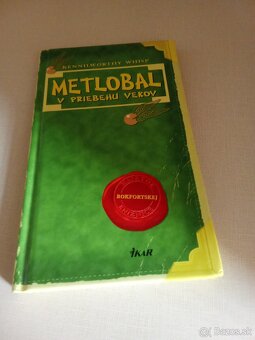 KENNILWORTHY WHISP
METLOBAL
V PRIEBEHU VEKOV
ROKFORTSKEJ
IKAR
bazos.sk